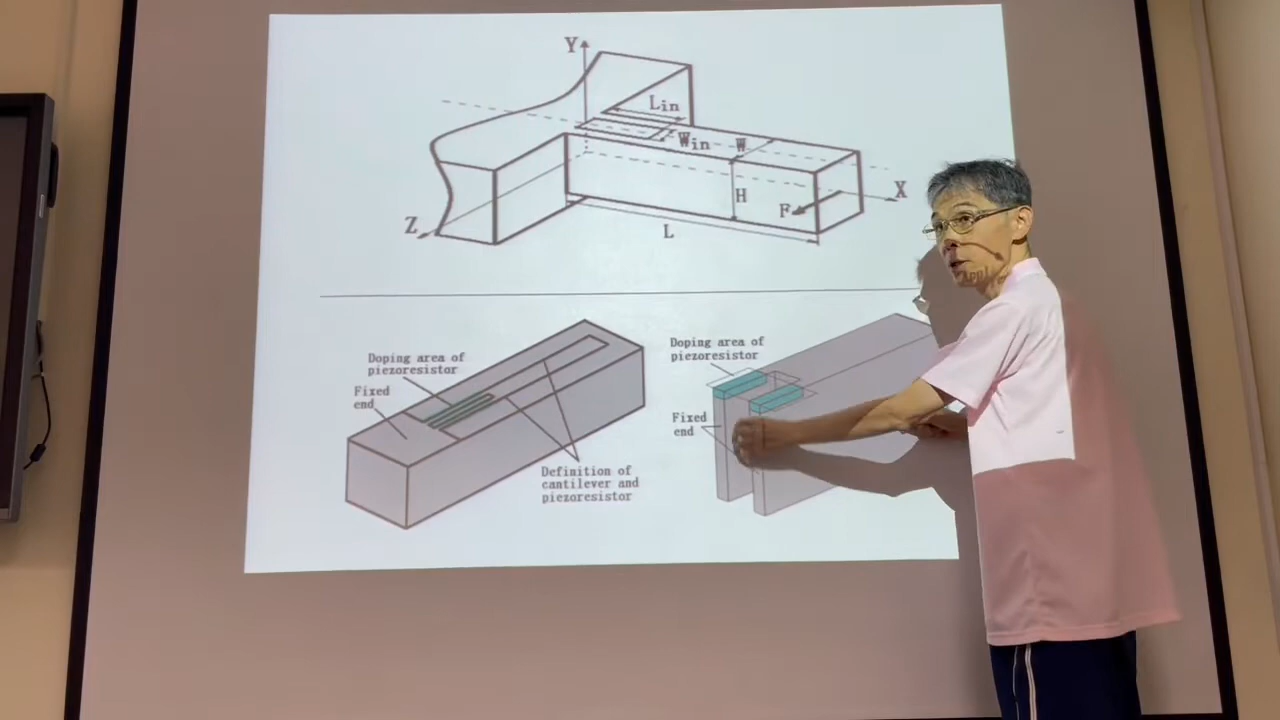 Y
Lin
Win
W
H
F
X
Z
L
Doping area of
piezoresistor
Fixed
end
Definition of
cantilever and
piezoresistor
Doping area of
piezoresistor
Fixed
end